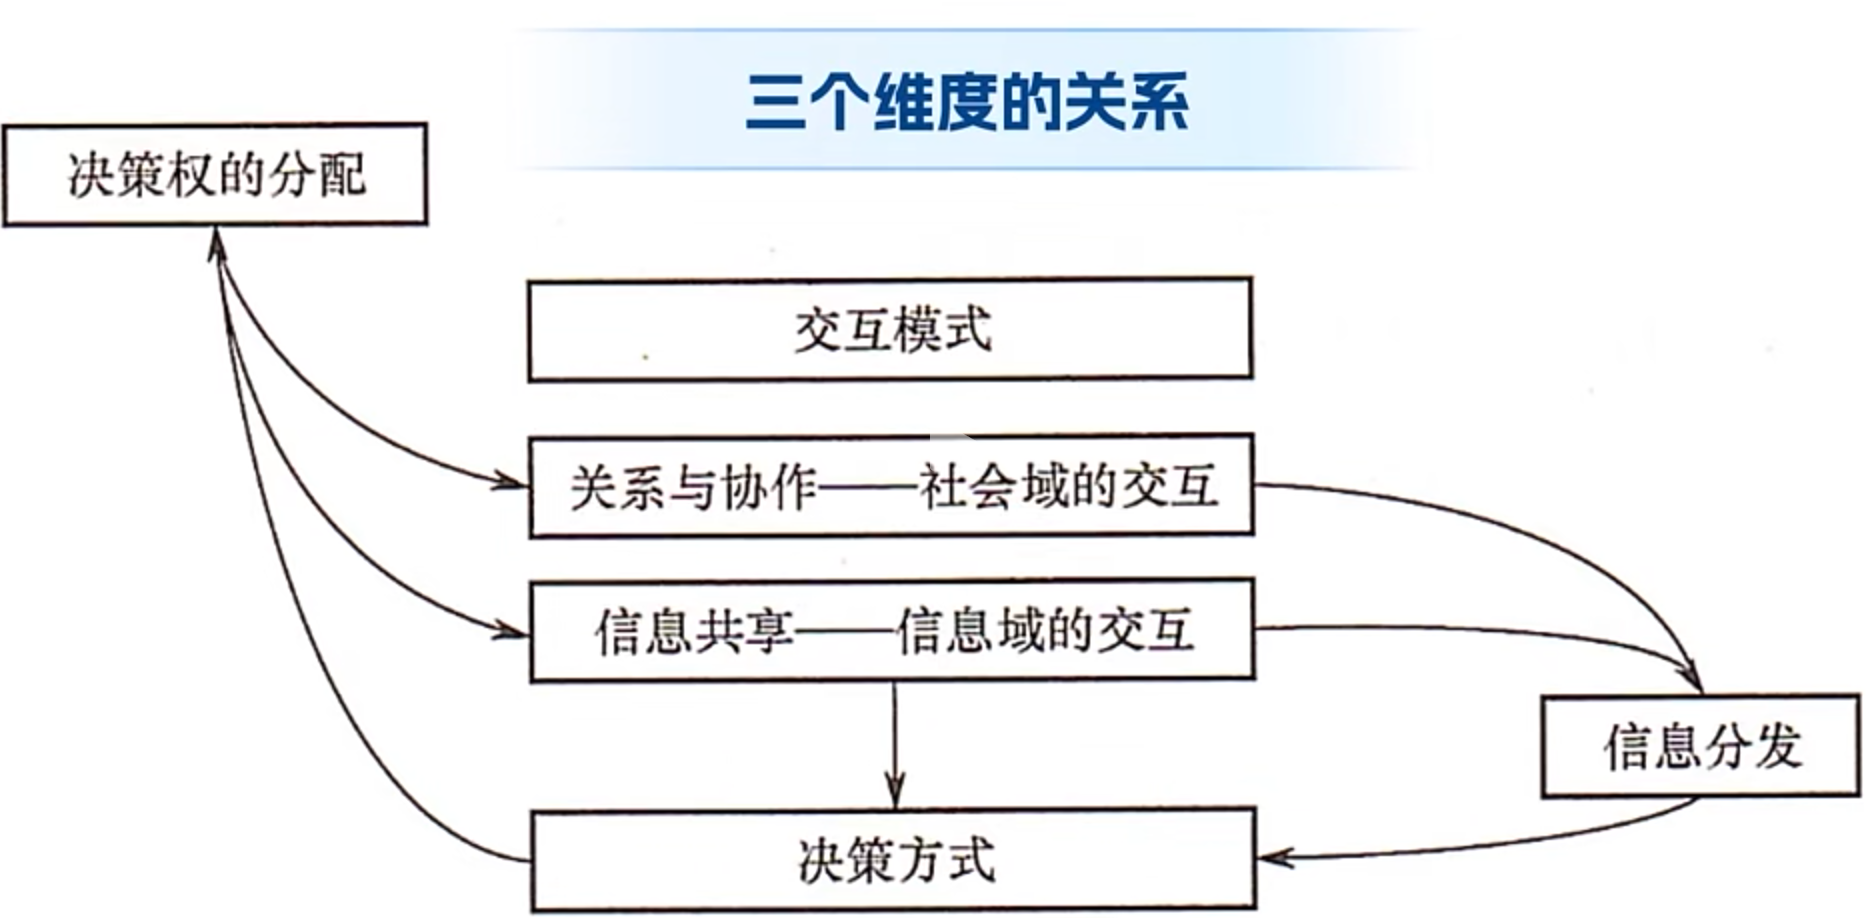 三个维度的关系
决策权的分配
交互模式
关系与协作——社会域的交互
信息共享——信息域的交互
信息分发
决策方式